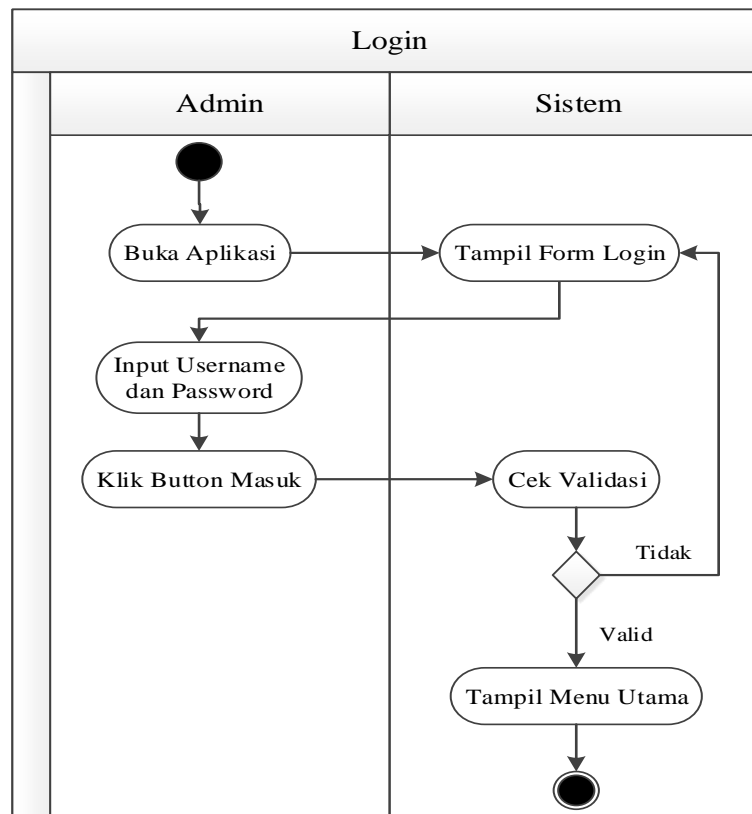 Login
Admin
Sistem
Buka Aplikasi
Tampil Form Login
Input Username
dan Password
Klik Button Masuk
Cek Validasi
Tidak
Valid
Tampil Menu Utama